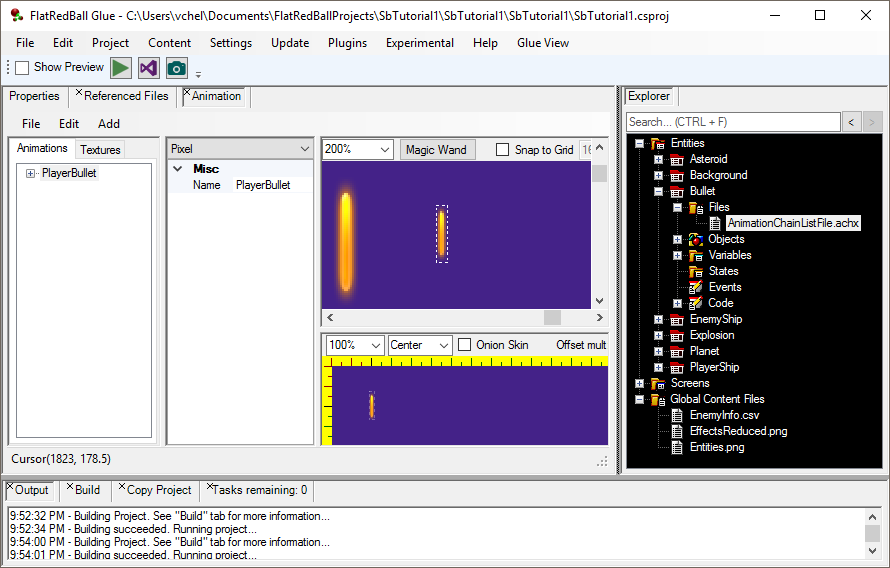 FlatRedBall Glue - C:\Users\vchel\Documents\FlatRedBallProjects\SbTutorial1\SbTutorial1\SbTutorial1\SbTutorial1.csproj
File Edit Project Content Settings Update Plugins Experimental Help Glue View
Show Preview
Properties Referenced Files Animation
File Edit Add
Animations Textures
PlayerBullet
Pixel
Misc
Name PlayerBullet
200% Magic Wand Snap to Grid 16
100% Center Onion Skin Offset mult
Cursor(1823, 178.5)
Explorer
Search... (CTRL + F) < >
Entities
Asteroid
Background
Bullet
Files
AnimationChainListFile.achx
Objects
Variables
States
Events
Code
EnemyShip
Explosion
Planet
PlayerShip
Screens
Global Content Files
EnemyInfo.csv
EffectsReduced.png
Entities.png
Output Build Copy Project Tasks remaining: 0
9:52:32 PM - Building Project. See "Build" tab for more information...
9:52:34 PM - Building succeeded. Running project...
9:54:00 PM - Building Project. See "Build" tab for more information...
9:54:01 PM - Building succeeded. Running project...